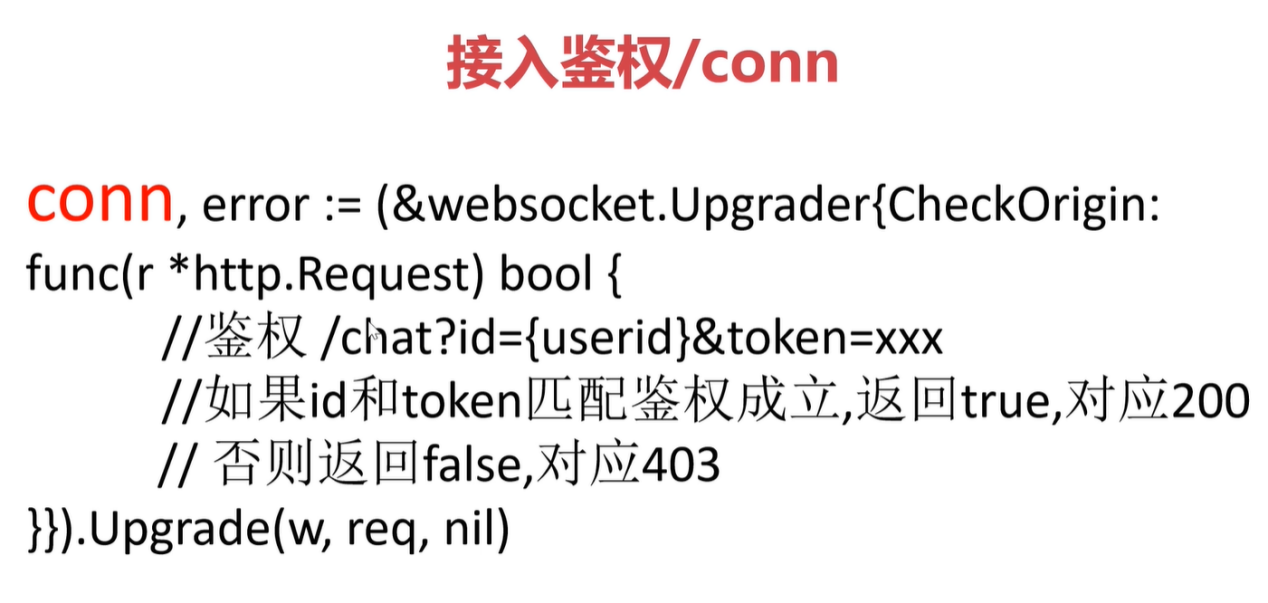 接入鉴权/conn
conn, error := (&websocket.Upgrader{CheckOrigin:
func(r *http.Request) bool {
//鉴权 /chat?id={userid}&token=xxx
//如果id和token匹配鉴权成立,返回true,对应200
// 否则返回false,对应403
}}).Upgrade(w, req, nil)